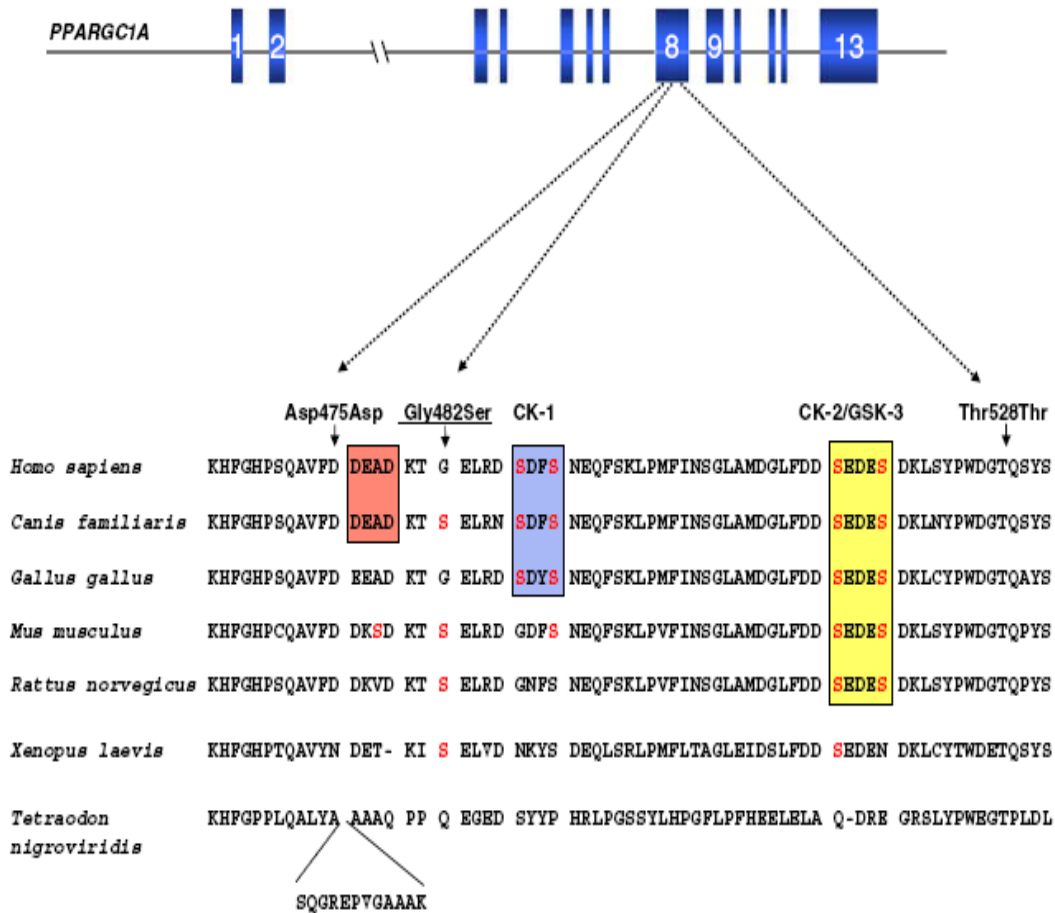 PPARGC1A
1 2 8 9 13
Asp475Asp Gly482Ser CK-1 CK-2/GSK-3 Thr528Thr
Homo sapiens KHFGHPSQAVFD DEAD KT G ELRD SDFS NEQFSKLPMFINSGLAMDGLFDD SEDES DKLSYPWDGTQSYS
Canis familiaris KHFGHPSQAVFD DEAD KT S ELRN SDFS NEQFSKLPMFINSGLAMDGLFDD SEDES DKLNYPWDGTQSYS
Gallus gallus KHFGHPSQAVFD EEAD KT G ELRD SDYS NEQFSKLPMFINSGLAMDGLFDD SEDES DKLCYPWDGTQAYS
Mus musculus KHFGHPCQAVFD DKSD KT S ELRD GDFS NEQFSKLPVFINSGLAMDGLFDD SEDES DKLSYPWDGTQPYS
Rattus norvegicus KHFGHPSQAVFD DKVD KT S ELRD GNFS NEQFSKLPVFINSGLAMDGLFDD SEDES DKLSYPWDGTQPYS
Xenopus laevis KHFGHPTQAVYN DET- KI S ELVD NKYS DEQLSRLPMFLTAGLEIDSLFDD SEDEN DKLCYTWDETQSYS
Tetraodon KHFGPPLQALYA AAAQ PP Q EGED SYYP HRLPGSSYLHPGFLPFHEELELA Q-DRE GRSLYPWEGTPLDL
nigroviridis
SQGREPVGAAAK